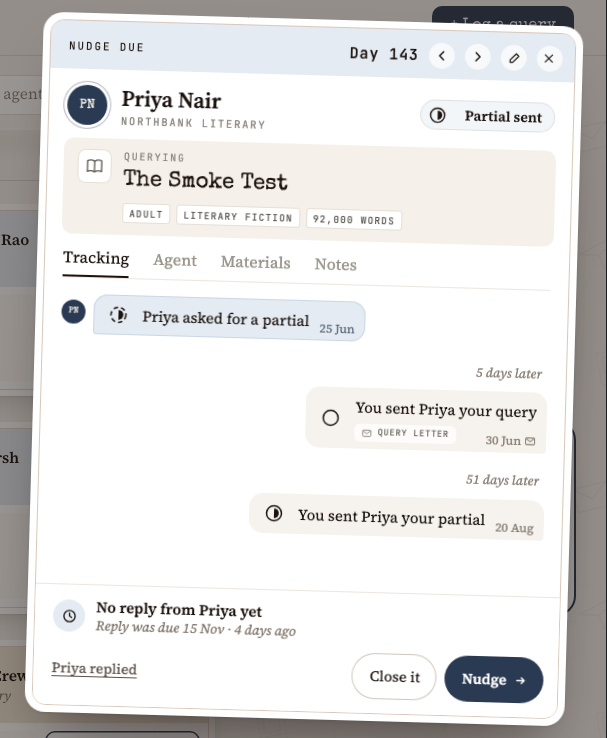 + Log a query
NUDGE DUE
Day 143
agent
PN
Priya Nair
NORTHBANK LITERARY
Partial sent
QUERYING
The Smoke Test
ADULT
LITERARY FICTION
92,000 WORDS
Rao
Tracking
Agent
Materials
Notes
PN
Priya asked for a partial
25 Jun
5 days later
You sent Priya your query
QUERY LETTER
30 Jun
51 days later
You sent Priya your partial
20 Aug
No reply from Priya yet
Reply was due 15 Nov · 4 days ago
Priya replied
Close it
Nudge →